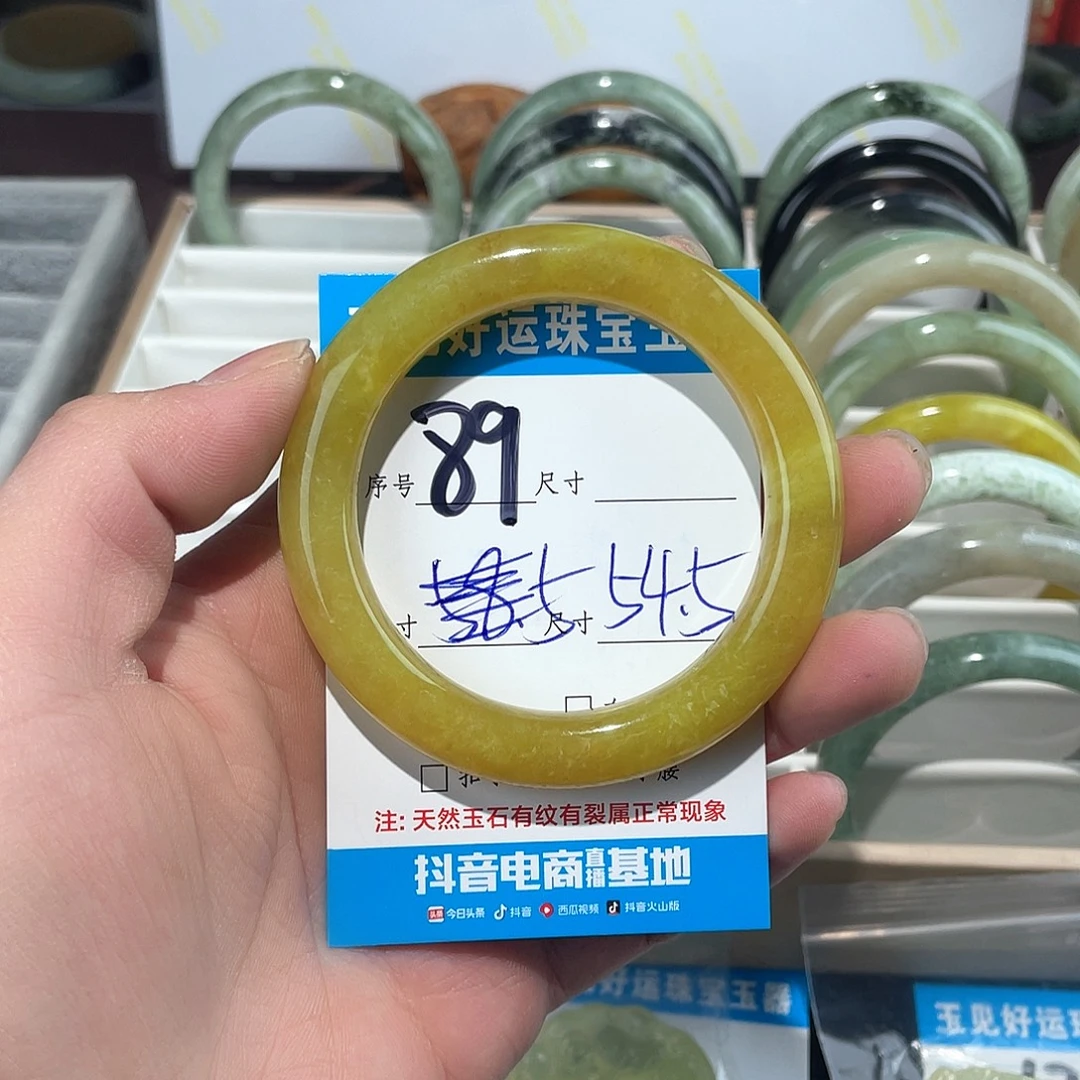 好运珠宝玉
序号 89 尺寸
寸 尺寸 54.5
注: 天然玉石有纹有裂属正常现象
抖音电商直播基地
头条 今日头条 抖音 西瓜视频 抖音火山版
好运珠宝玉器
玉见好运珠